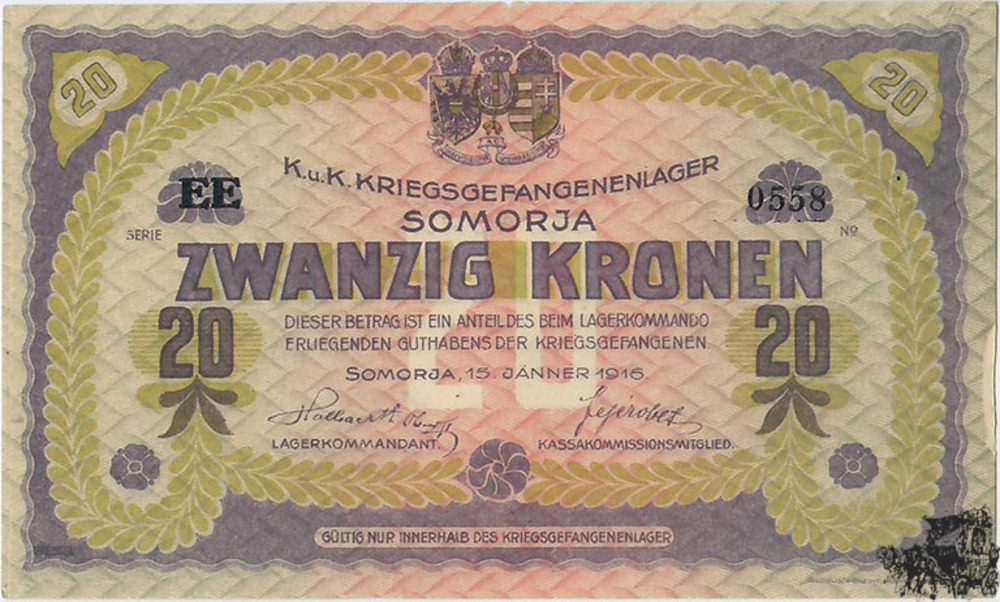 20 20
K.u.K. KRIEGSGEFANGENENLAGER
SOMORJA
EE 0558
SERIE Nº
ZWANZIG KRONEN
20 20
DIESER BETRAG IST EIN ANTEIL DES BEIM LAGERKOMMANDO
ERLIEGENDEN GUTHABENS DER KRIEGSGEFANGENEN.
SOMORJA, 15. JÄNNER 1916.
LAGERKOMMANDANT. KASSAKOMMISSIONSMITGLIED.
GÜLTIG NUR INNERHALB DES KRIEGSGEFANGENENLAGER